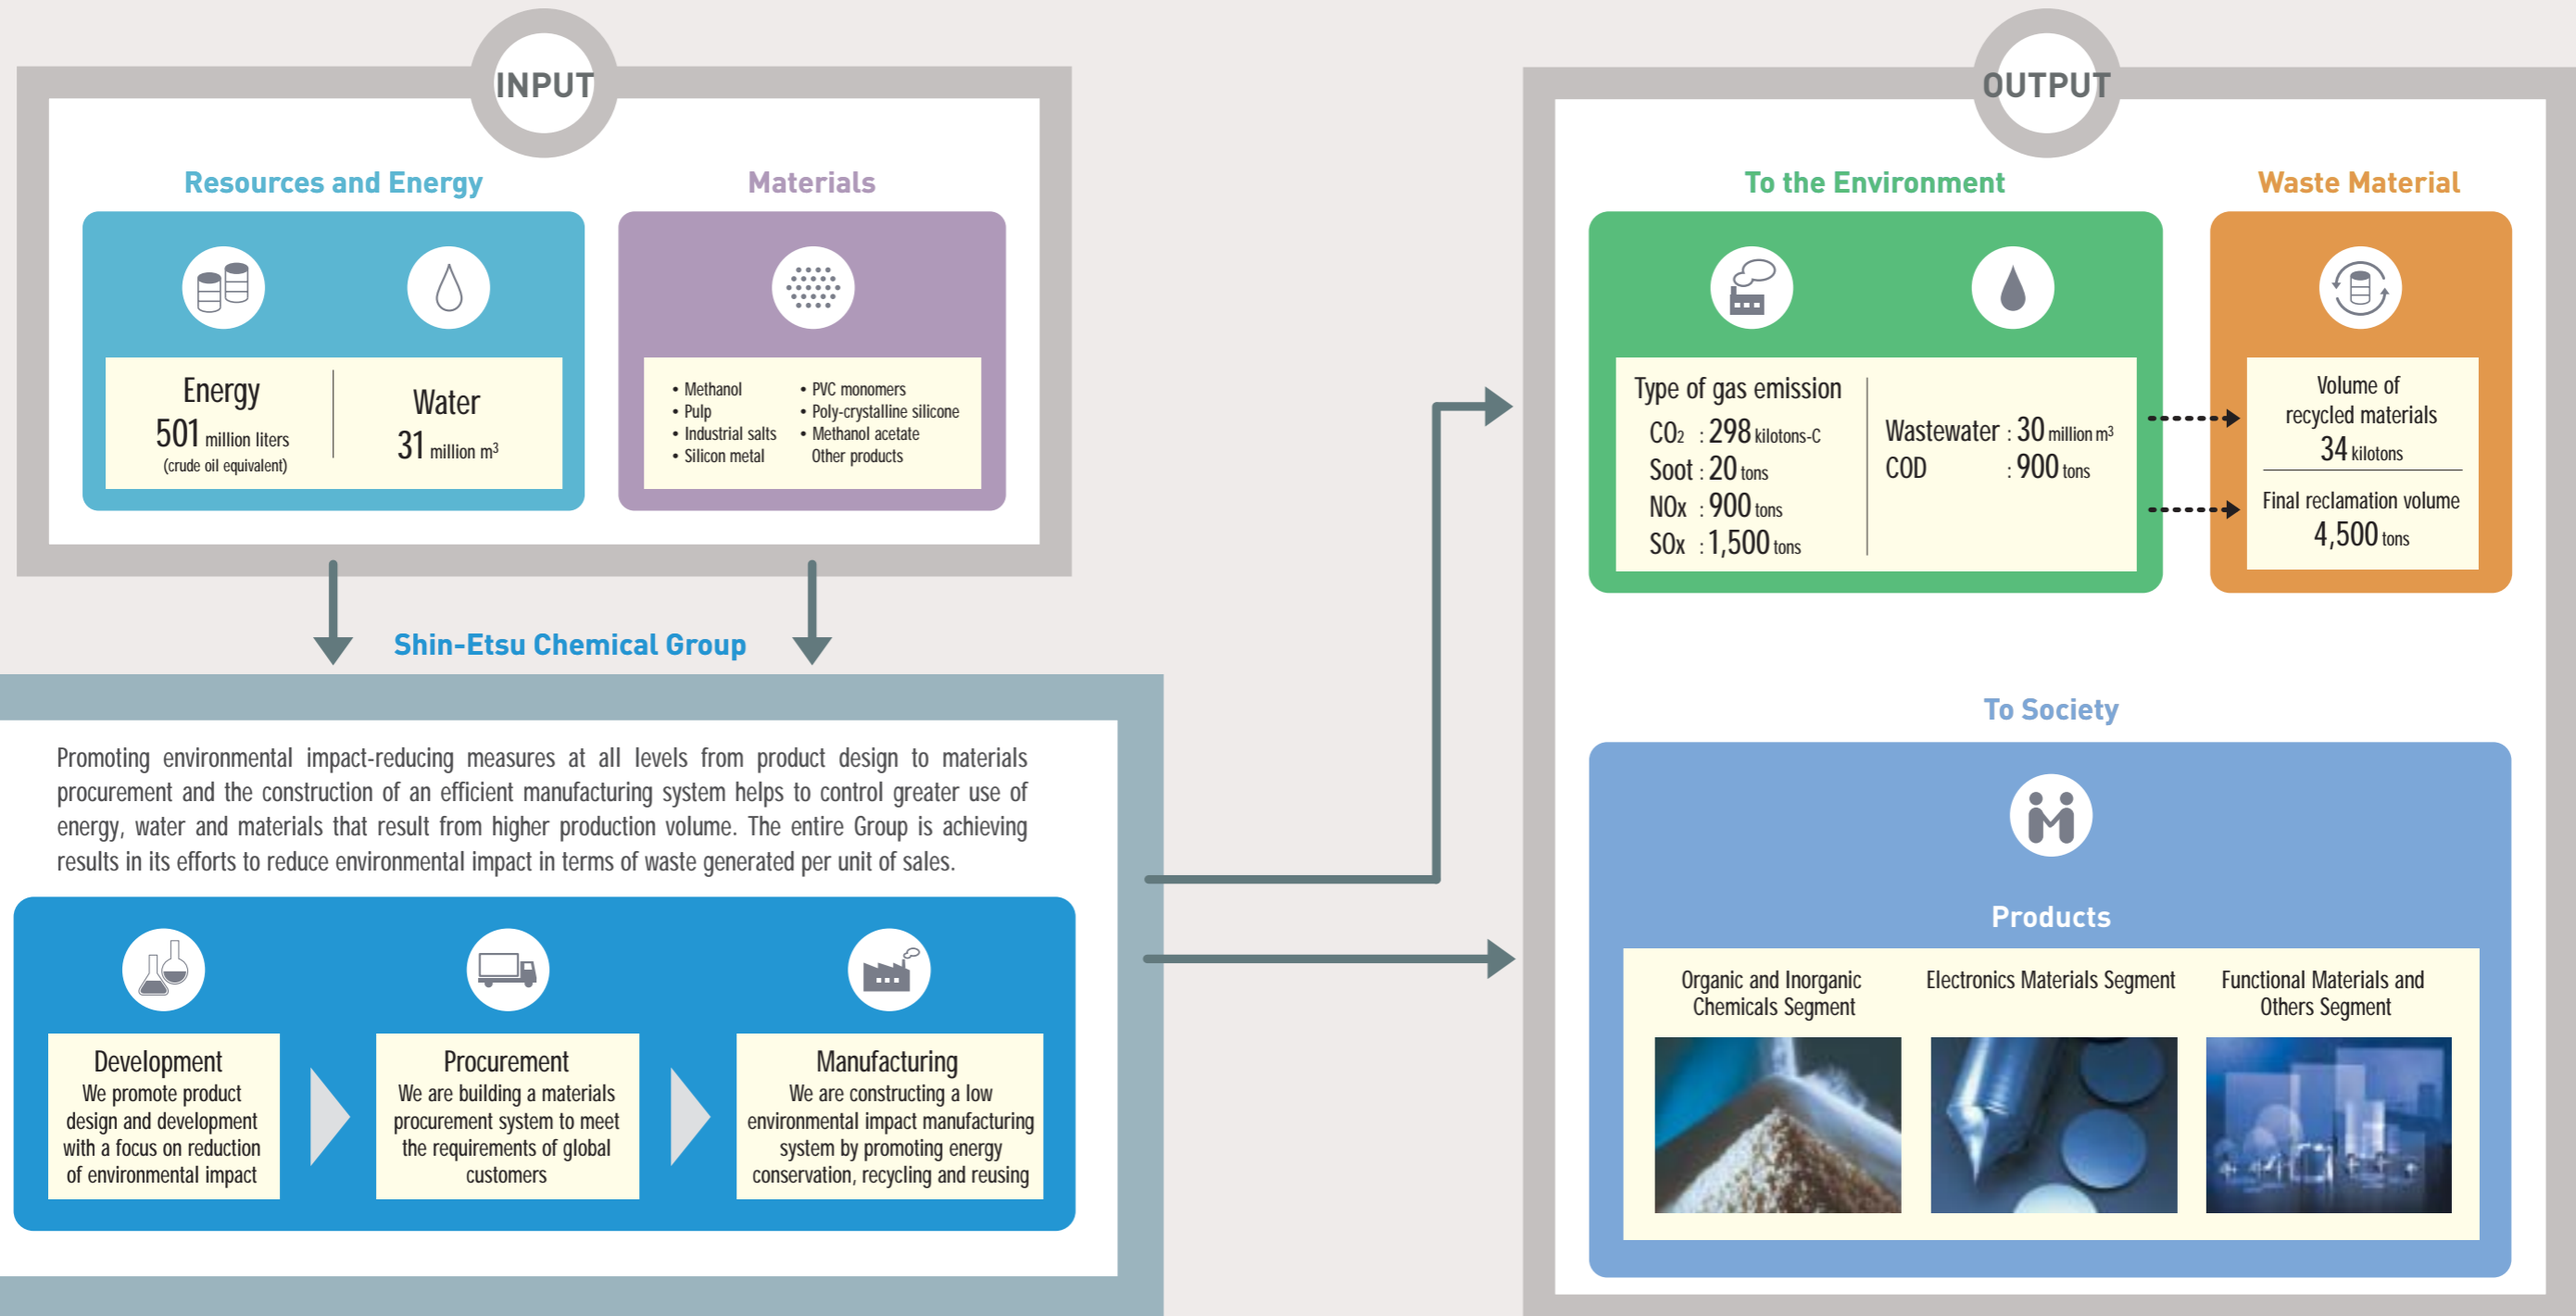 INPUT
Resources and Energy
Energy
501 million liters
(crude oil equivalent)
Water
31 million m³
Materials
• Methanol
• Pulp
• Industrial salts
• Silicon metal
• PVC monomers
• Poly-crystalline silicone
• Methanol acetate
Other products
Shin-Etsu Chemical Group
Promoting environmental impact-reducing measures at all levels from product design to materials
procurement and the construction of an efficient manufacturing system helps to control greater use of
energy, water and materials that result from higher production volume. The entire Group is achieving
results in its efforts to reduce environmental impact in terms of waste generated per unit of sales.
Development
We promote product
design and development
with a focus on reduction
of environmental impact
Procurement
We are building a materials
procurement system to meet
the requirements of global
customers
Manufacturing
We are constructing a low
environmental impact manufacturing
system by promoting energy
conservation, recycling and reusing
OUTPUT
To the Environment
Type of gas emission
CO₂ : 298 kilotons-C
Soot : 20 tons
NOx : 900 tons
SOx : 1,500 tons
Wastewater : 30 million m³
COD : 900 tons
Waste Material
Volume of
recycled materials
34 kilotons
Final reclamation volume
4,500 tons
To Society
Products
Organic and Inorganic
Chemicals Segment
Electronics Materials Segment
Functional Materials and
Others Segment